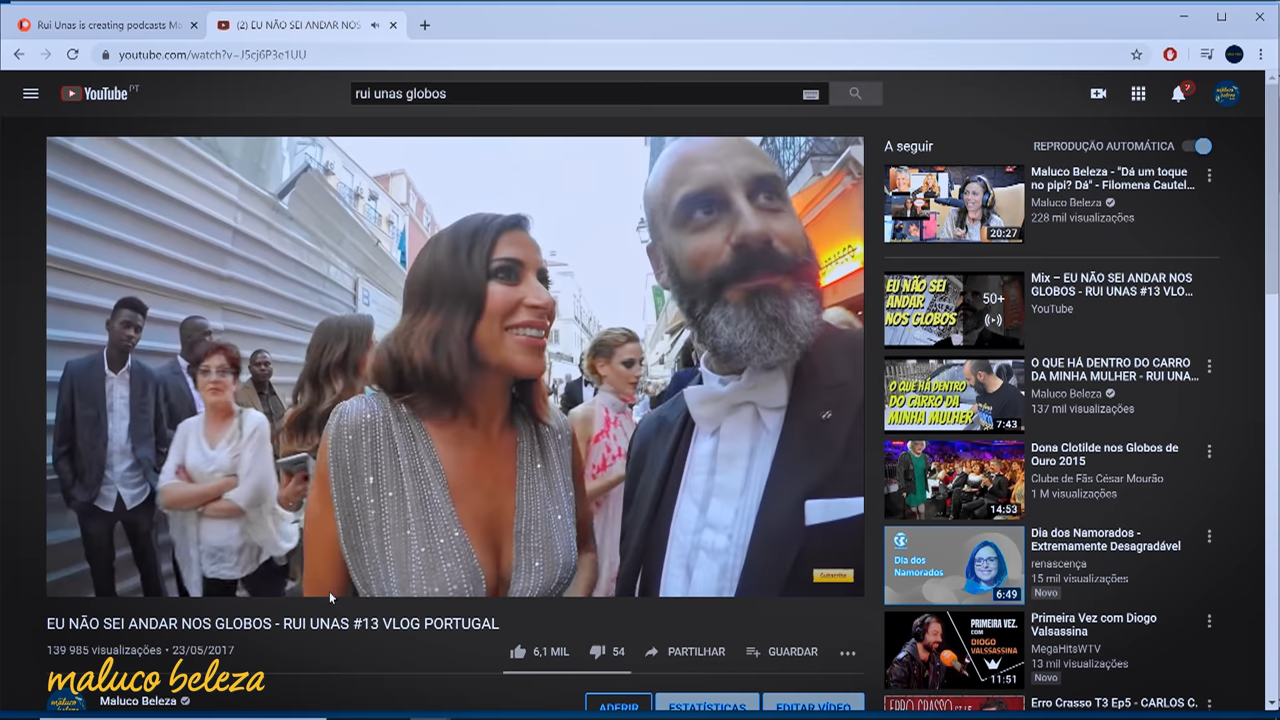 Rui Unas is creating podcasts Ma
(2) EU NÃO SEI ANDAR NOS
youtube.com/watch?v=J5cj6P3e1UU
YouTube PT
rui unas globos
2
A seguir
REPRODUÇÃO AUTOMÁTICA
Maluco Beleza - "Dá um toque
no pipi? Dá" - Filomena Cautel...
Maluco Beleza
228 mil visualizações
20:27
EU NÃO SEI
ANDAR
NOS GLOBOS
50+
Mix – EU NÃO SEI ANDAR NOS
GLOBOS - RUI UNAS #13 VLO...
YouTube
O QUE HÁ DENTRO
DO CARRO DA
MINHA MULHER
7:43
O QUE HÁ DENTRO DO CARRO
DA MINHA MULHER - RUI UNA...
Maluco Beleza
137 mil visualizações
14:53
Dona Clotilde nos Globos de
Ouro 2015
Clube de Fãs César Mourão
1 M visualizações
Dia dos
Namorados
6:49
Dia dos Namorados -
Extremamente Desagradável
renascença
15 mil visualizações
Novo
PRIMEIRA VEZ.
COM
DIOGO
VALSSASSINA
11:51
Primeira Vez com Diogo
Valsassina
MegaHitsWTV
13 mil visualizações
Novo
Erro Crasso T3 Ep5 - CARLOS C.
Subscribe
EU NÃO SEI ANDAR NOS GLOBOS - RUI UNAS #13 VLOG PORTUGAL
139 985 visualizações • 23/05/2017
6,1 MIL
54
PARTILHAR
GUARDAR
maluco beleza
Maluco Beleza
ADERIR
ESTATÍSTICAS
EDITAR VÍDEO